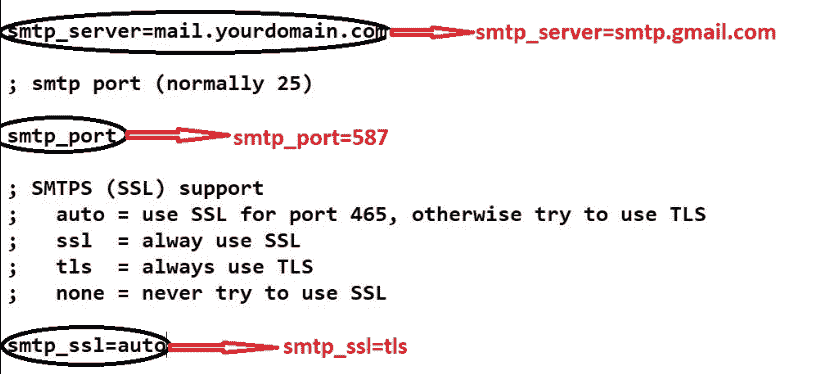 smtp_server=mail.yourdomain.com smtp_server=smtp.gmail.com
; smtp port (normally 25)
smtp_port smtp_port=587
; SMTPS (SSL) support
;   auto = use SSL for port 465, otherwise try to use TLS
;   ssl  = alway use SSL
;   tls  = always use TLS
;   none = never try to use SSL
smtp_ssl=auto smtp_ssl=tls